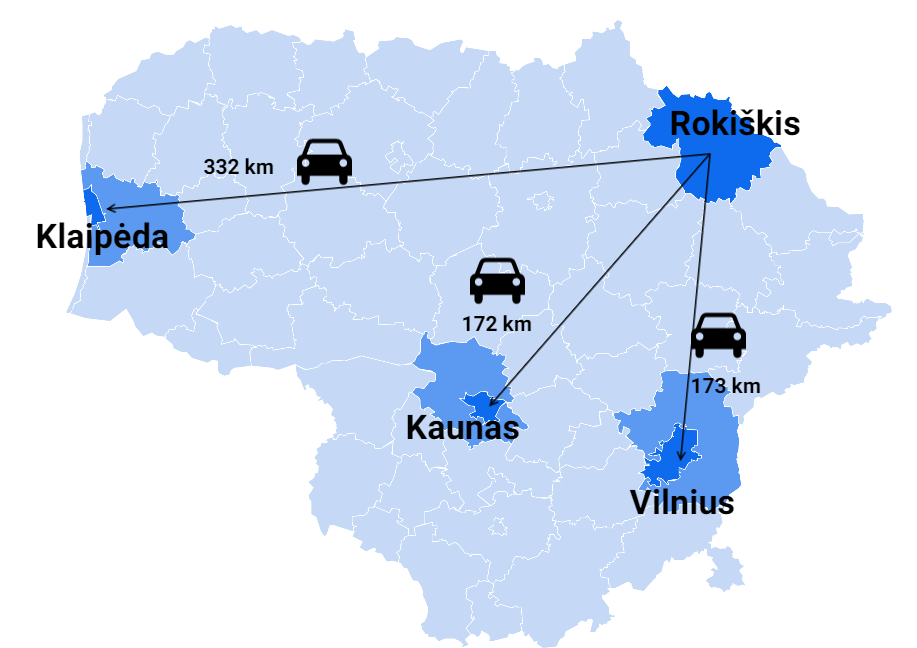 Rokiškis
332 km
Klaipėda
172 km
173 km
Kaunas
Vilnius